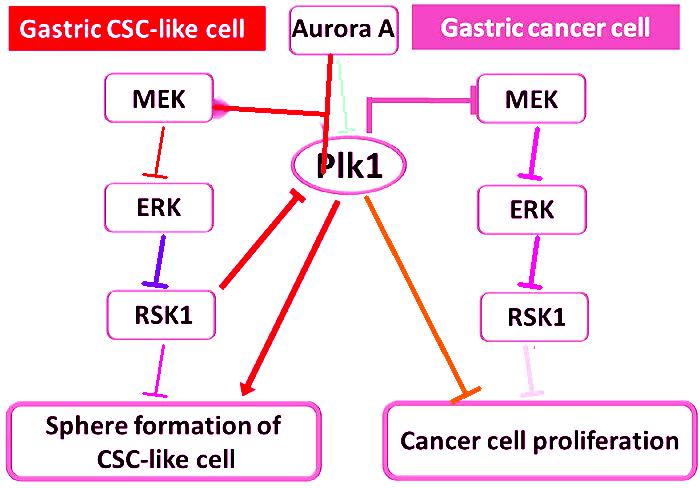 Gastric CSC-like cell
Aurora A
Gastric cancer cell
MEK
MEK
Plk1
ERK
ERK
RSK1
RSK1
Sphere formation of
CSC-like cell
Cancer cell proliferation